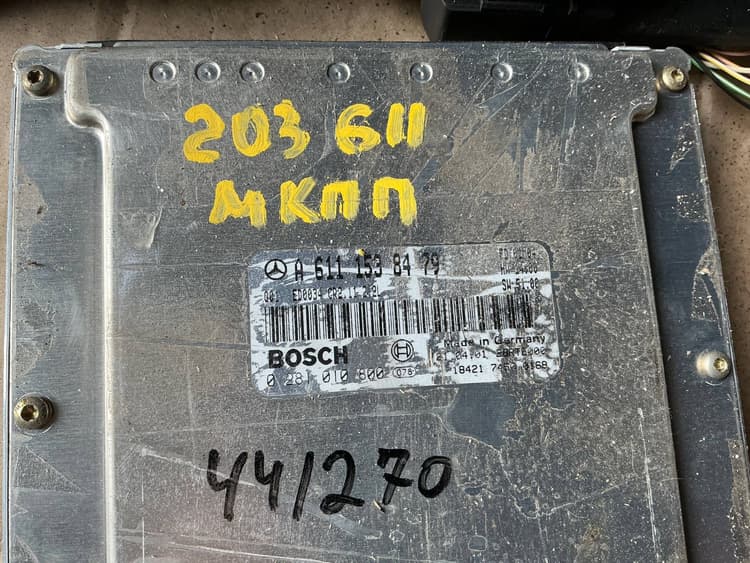 203 611
МКПП
A 611 153 84 79
BOSCH
Made in Germany
0 281 010 800
44/270